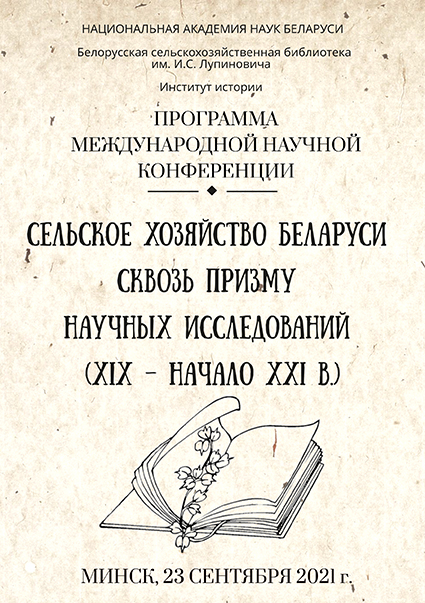 НАЦИОНАЛЬНАЯ АКАДЕМИЯ НАУК БЕЛАРУСИ
Белорусская сельскохозяйственная библиотека
им. И.С. Лупиновича
Институт истории
ПРОГРАММА
МЕЖДУНАРОДНОЙ НАУЧНОЙ
КОНФЕРЕНЦИИ
СЕЛЬСКОЕ ХОЗЯЙСТВО БЕЛАРУСИ
СКВОЗЬ ПРИЗМУ
НАУЧНЫХ ИССЛЕДОВАНИЙ
(XIX – НАЧАЛО XXI В.)
МИНСК, 23 СЕНТЯБРЯ 2021 г.